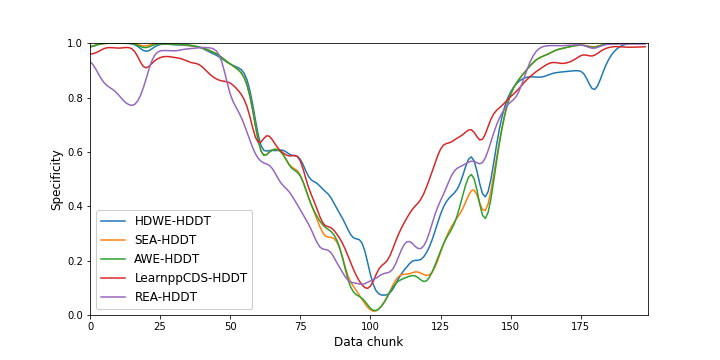 1.0
0.8
0.6
0.4
0.2
0.0
Specificity
0
25
50
75
100
125
150
175
Data chunk
HDWE-HDDT
SEA-HDDT
AWE-HDDT
LearnppCDS-HDDT
REA-HDDT